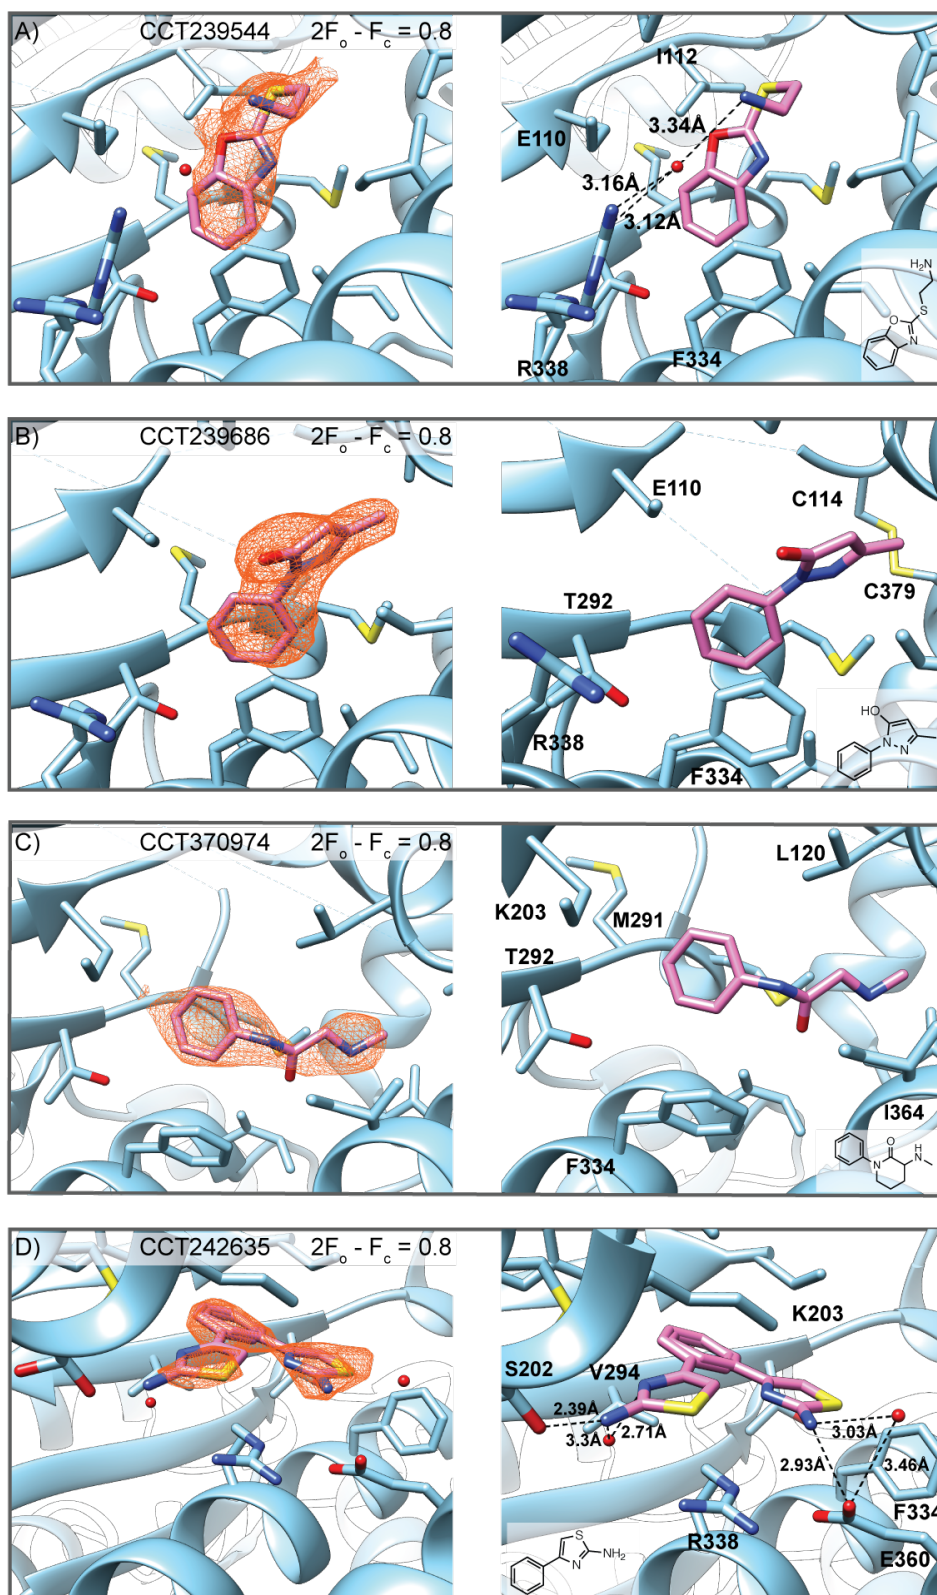 A) CCT239544 2Fo - Fc = 0.8
I112
E110
3.34Å
3.16Å
3.12Å
R338
F334
H2N
S
O
N
B) CCT239686 2Fo - Fc = 0.8
E110
C114
T292
C379
R338
F334
HO
N
N
C) CCT370974 2Fo - Fc = 0.8
L120
K203
M291
T292
I364
F334
O
H
N
N
D) CCT242635 2Fo - Fc = 0.8
K203
S202
V294
2.39Å
3.3Å
2.71Å
3.03Å
2.93Å
3.46Å
F334
R338
E360
S
N
NH2